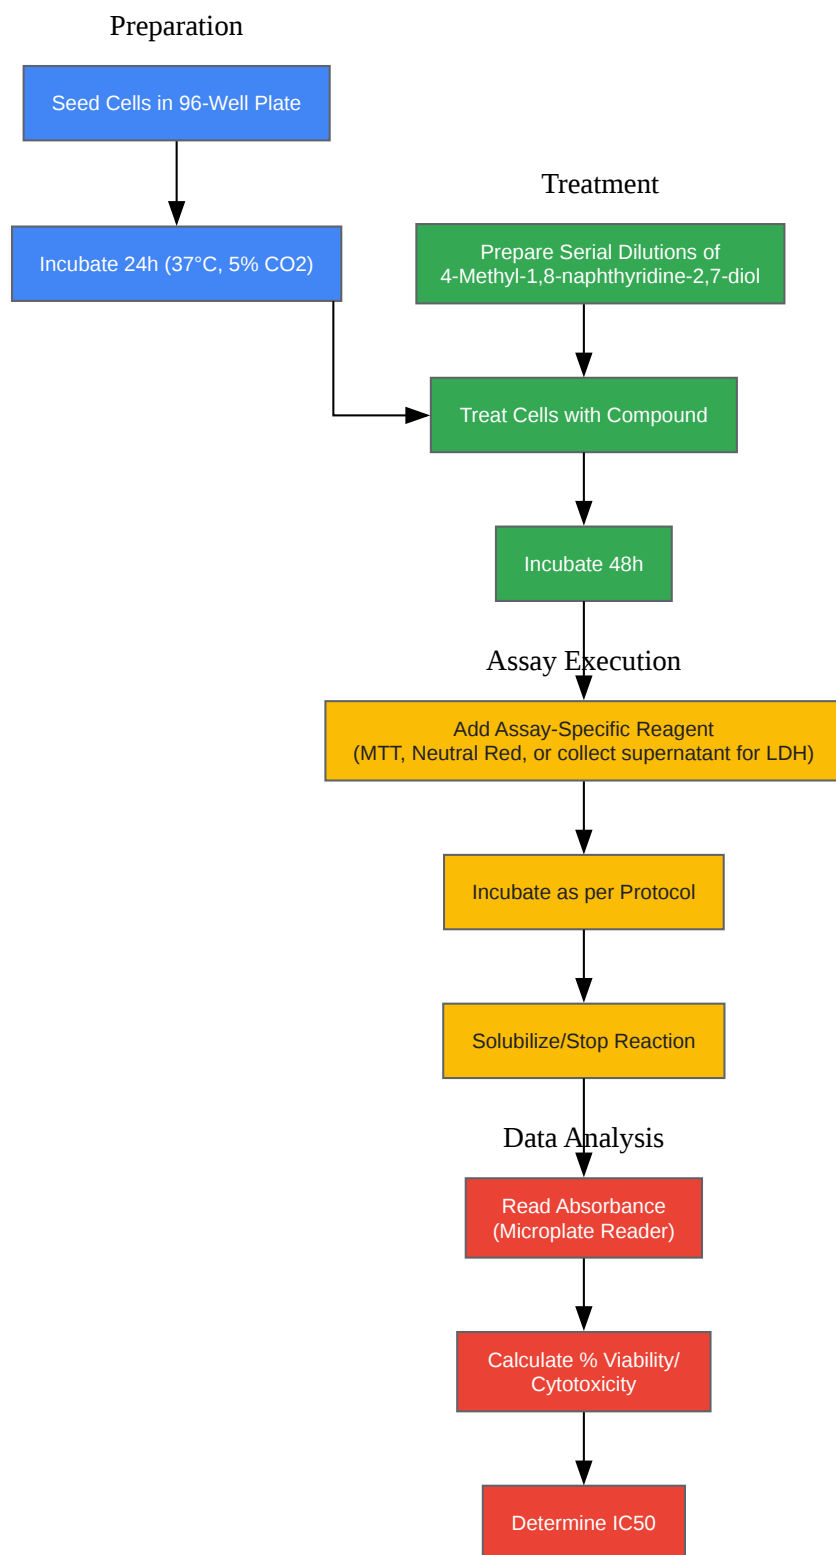 Preparation
Seed Cells in 96-Well Plate
Incubate 24h (37°C, 5% CO2)
Treatment
Prepare Serial Dilutions of
4-Methyl-1,8-naphthyridine-2,7-diol
Treat Cells with Compound
Incubate 48h
Assay Execution
Add Assay-Specific Reagent
(MTT, Neutral Red, or collect supernatant for LDH)
Incubate as per Protocol
Solubilize/Stop Reaction
Data Analysis
Read Absorbance
(Microplate Reader)
Calculate % Viability/
Cytotoxicity
Determine IC50